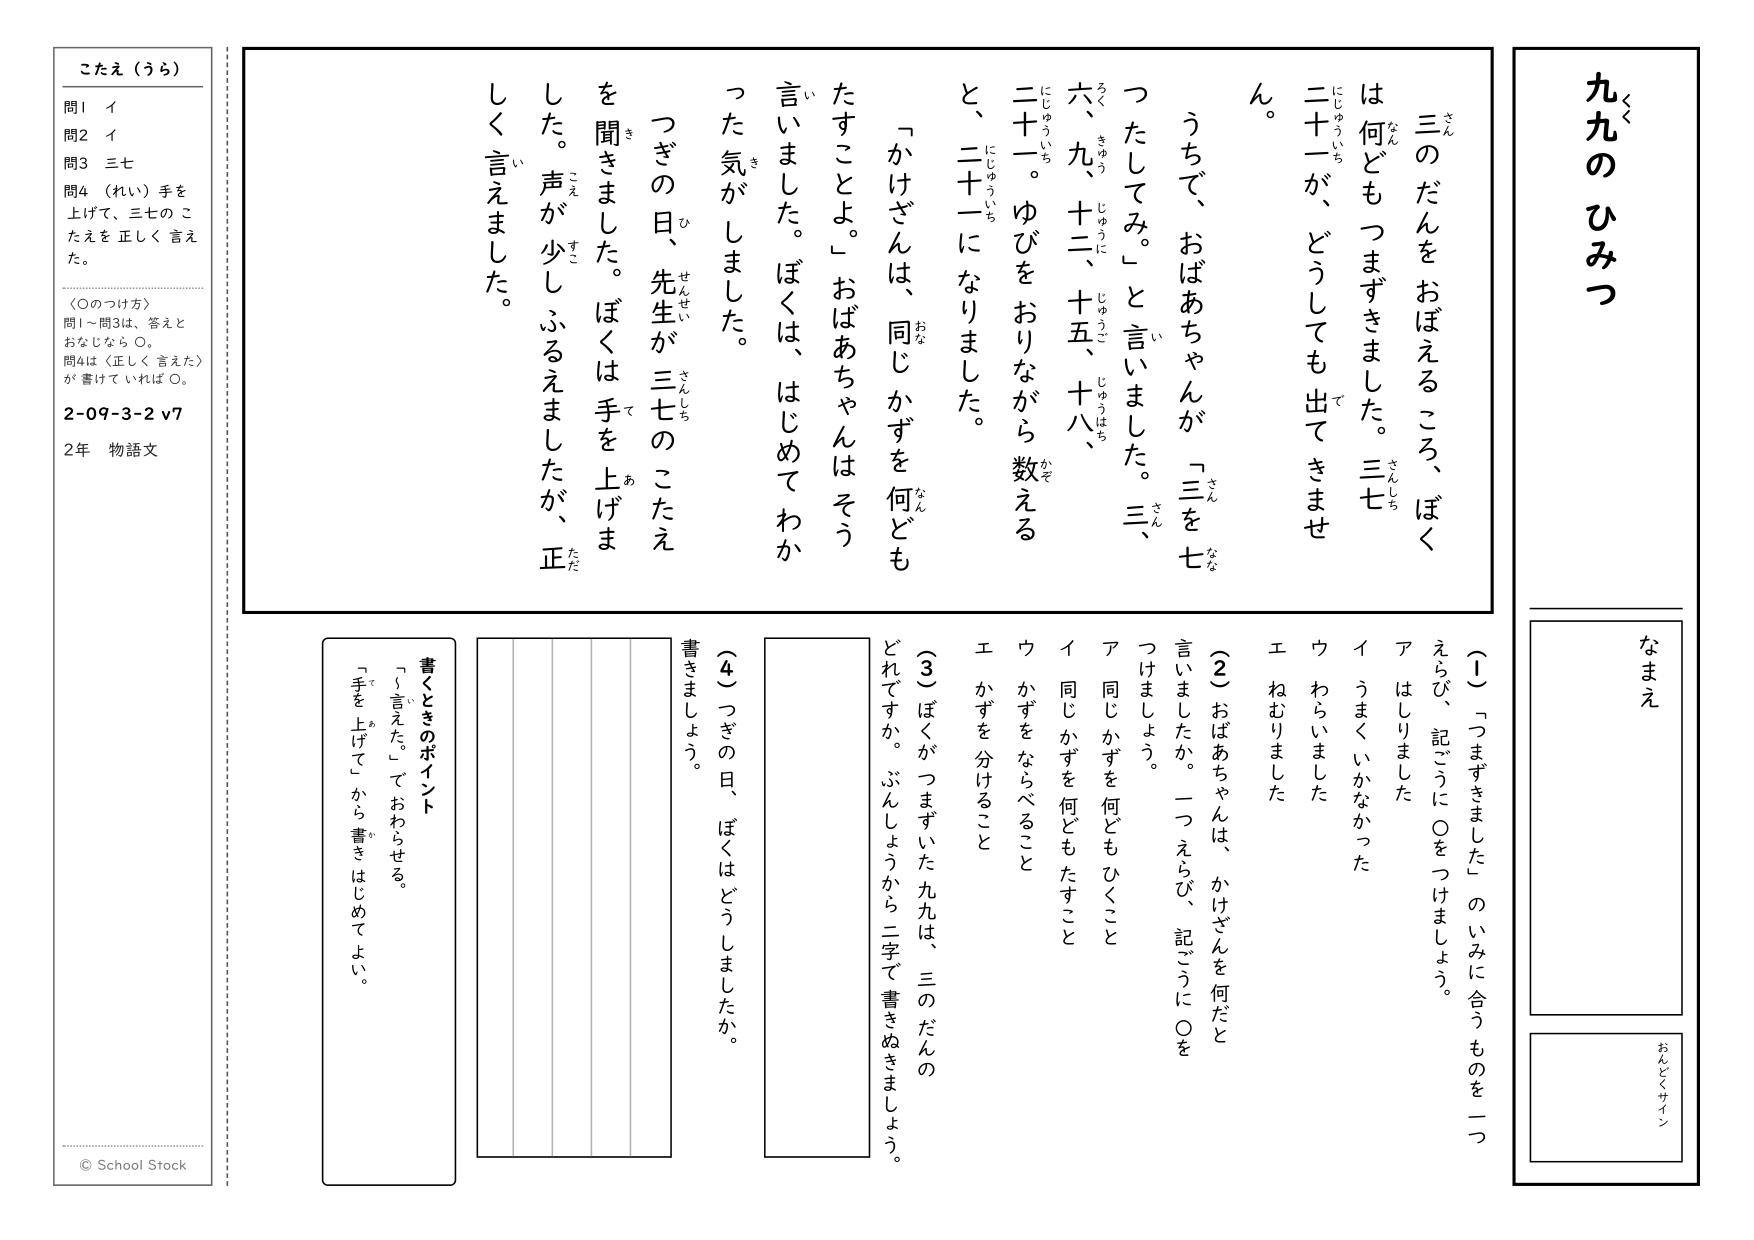 九九の ひみつ
くく
なまえ
おんどくサイン
三のだんを おぼえる ころ、ぼく
は 何ども つまずきました。三七
二十一が、どうしても 出て きませ
ん。
うちで、おばあちゃんが 「三を 七
つ たしてみ。」と 言いました。三、
六、九、十二、十五、十八、
二十一。ゆびを おりながら 数える
と、二十一に なりました。
「かけざんは、同じ かずを 何ども
たすことよ。」おばあちゃんは そう
言いました。ぼくは、はじめて わか
った 気が しました。
つぎの 日、先生が 三七の こたえ
を 聞きました。ぼくは 手を 上げま
した。声が 少し ふるえましたが、正
しく 言えました。
(1)「つまずきました」 の いみに 合う ものを 一つ
えらび、 記ごうに ○を つけましょう。
ア はしりました
イ うまく いかなかった
ウ わらいました
エ ねむりました
(2)おばあちゃんは、 かけざんを 何だと
言いましたか。 一つ えらび、 記ごうに ○を
つけましょう。
ア 同じ かずを 何ども ひくこと
イ 同じ かずを 何ども たすこと
ウ かずを ならべること
エ かずを 分けること
(3)ぼくが つまずいた 九九は、 三の だんの
どれですか。 ぶんしょうから 二字で 書きぬきましょう。
(4)つぎの 日、 ぼくは どう しましたか。
書きましょう。
書くときのポイント
「〜言えた。」で おわらせる。
「手を 上げて」から 書き はじめて よい。
こたえ（うら）
問1 イ
問2 イ
問3 三七
問4 （れい）手を
上げて、三七の こ
たえを 正しく 言え
た。
〈○のつけ方〉
問1〜問3は、答えと
おなじなら ○。
問4は〈正しく 言えた〉
が 書けて いれば ○。
2-09-3-2 v7
2年 物語文
© School Stock